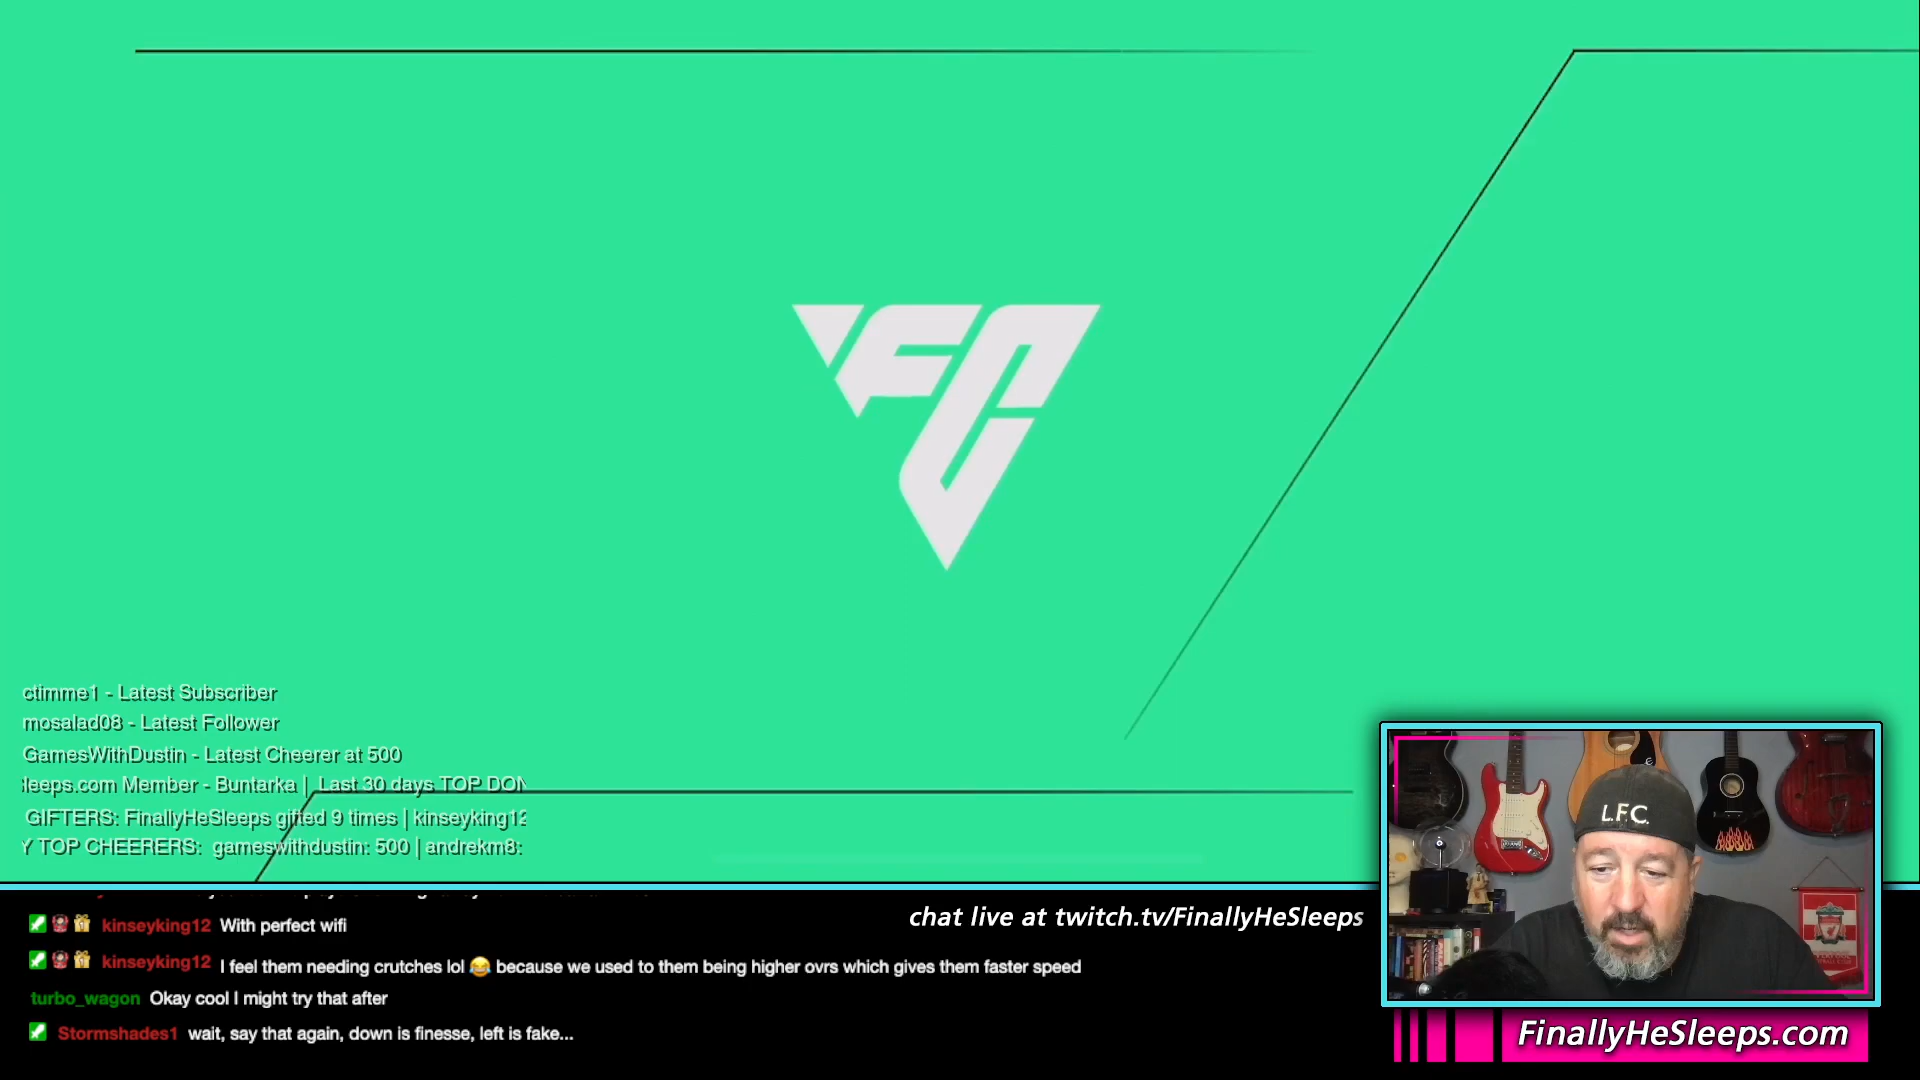 FC
ctimme1 - Latest Subscriber
mosalad08 - Latest Follower
GamesWithDustin - Latest Cheerer at 500
leeps.com Member - Buntarka | Last 30 days TOP DON
GIFTERS: FinallyHeSleeps gifted 9 times | kinseyking12
Y TOP CHEERERS: gameswithdustin: 500 | andrekm8:
L.F.C.
chat live at twitch.tv/FinallyHeSleeps
kinseyking12 With perfect wifi
kinseyking12 I feel them needing crutches lol 😂 because we used to them being higher ovrs which gives them faster speed
turbo_wagon Okay cool I might try that after
Stormshades1 wait, say that again, down is finesse, left is fake...
FinallyHeSleeps.com